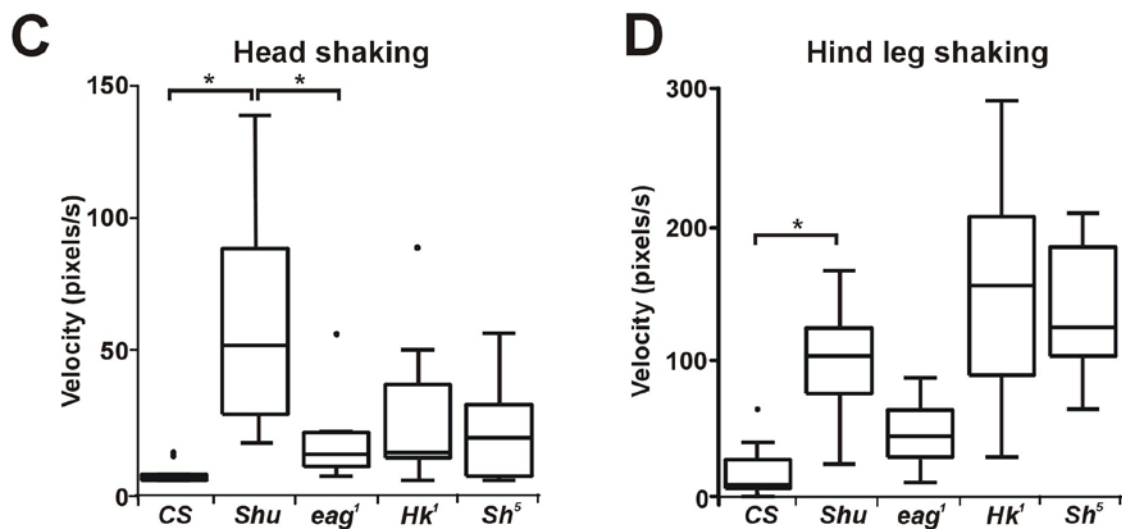 C
Head shaking
Velocity (pixels/s)
150
100
50
0
*
*
CS Shu eag¹ Hk¹ Sh⁵
D
Hind leg shaking
Velocity (pixels/s)
300
200
100
0
*
CS Shu eag¹ Hk¹ Sh⁵